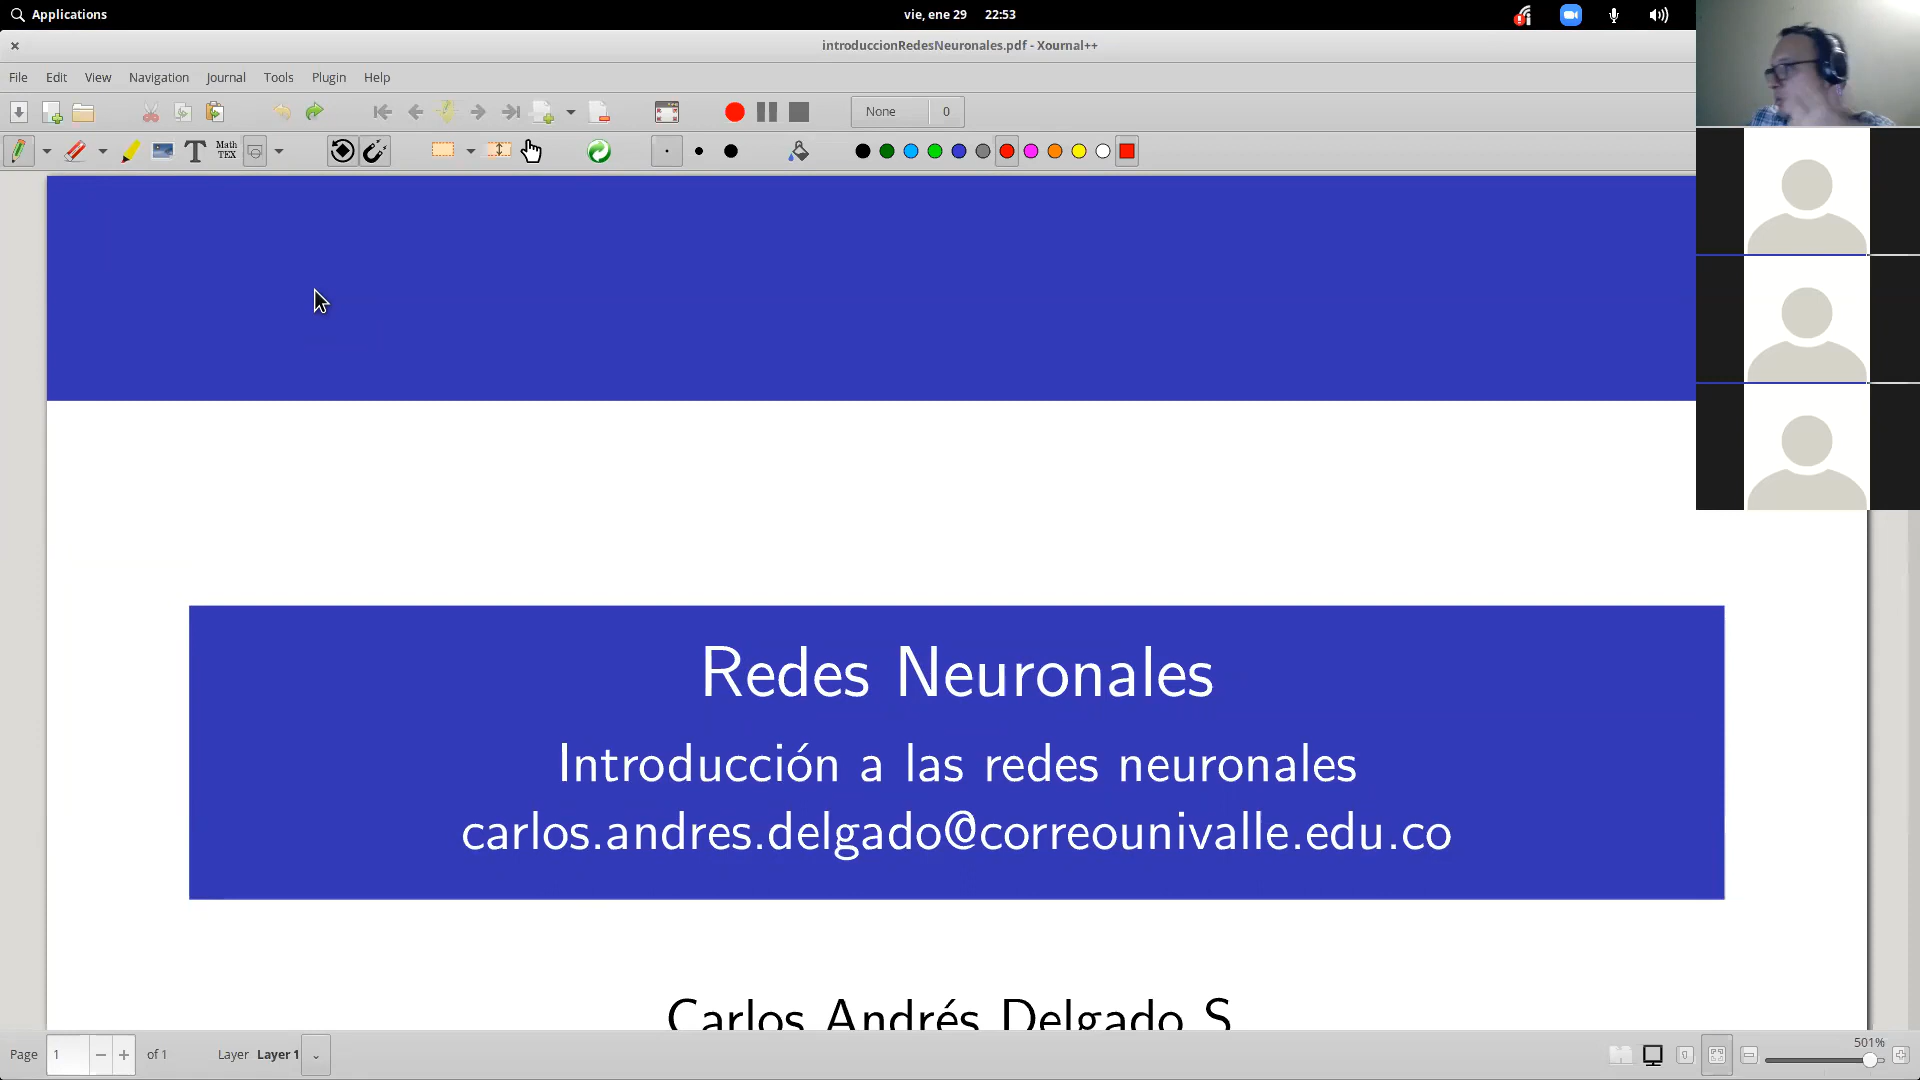 Applications
vie, ene 29 22:53
introduccionRedesNeuronales.pdf - Xournal++
File Edit View Navigation Journal Tools Plugin Help
None 0
T Math TEX
Redes Neuronales
Introducción a las redes neuronales
carlos.andres.delgado@correounivalle.edu.co
Carlos Andrés Delgado S
Page 1 of 1 Layer Layer 1
501%